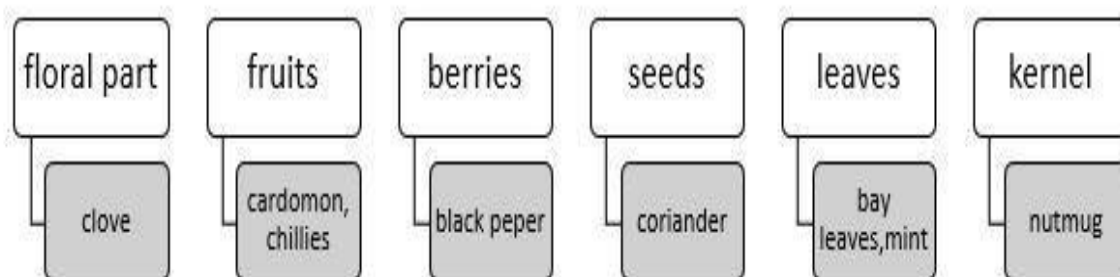 floral part
clove
fruits
cardomon,
chillies
berries
black peper
seeds
coriander
leaves
bay
leaves,mint
kernel
nutmug